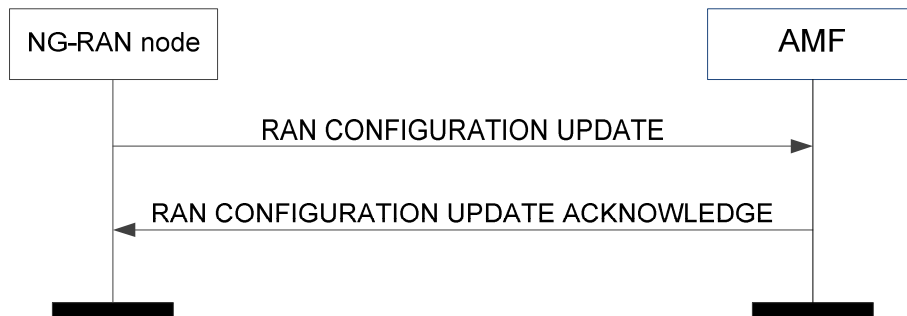 NG-RAN node
AMF
RAN CONFIGURATION UPDATE
RAN CONFIGURATION UPDATE ACKNOWLEDGE